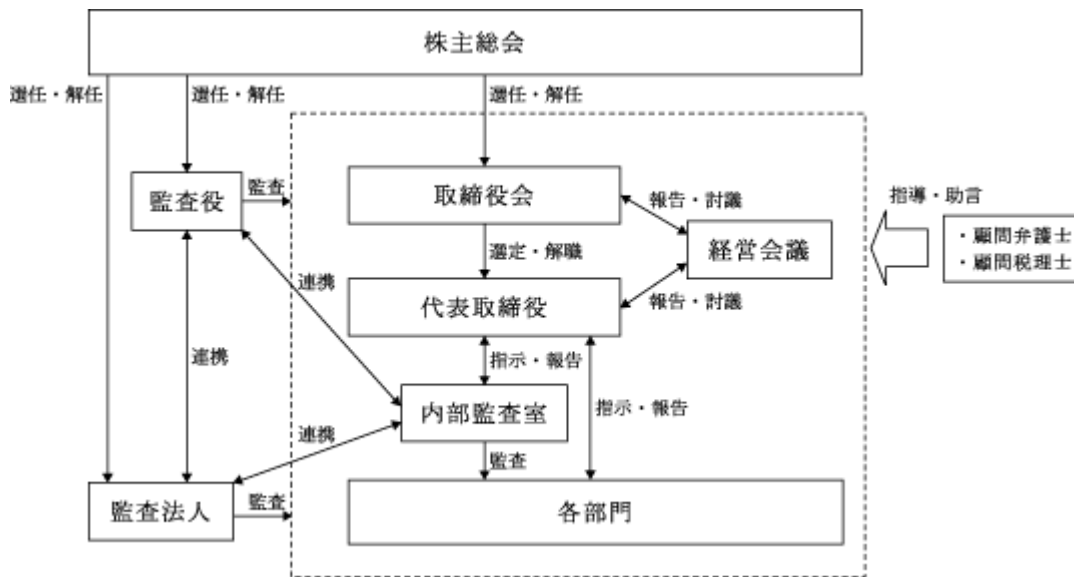 株主総会
選任・解任
選任・解任
選任・解任
監査役
監査
取締役会
報告・討議
経営会議
指導・助言
・顧問弁護士
・顧問税理士
選定・解職
連携
代表取締役
報告・討議
連携
指示・報告
内部監査室
指示・報告
連携
監査
監査法人
監査
各部門